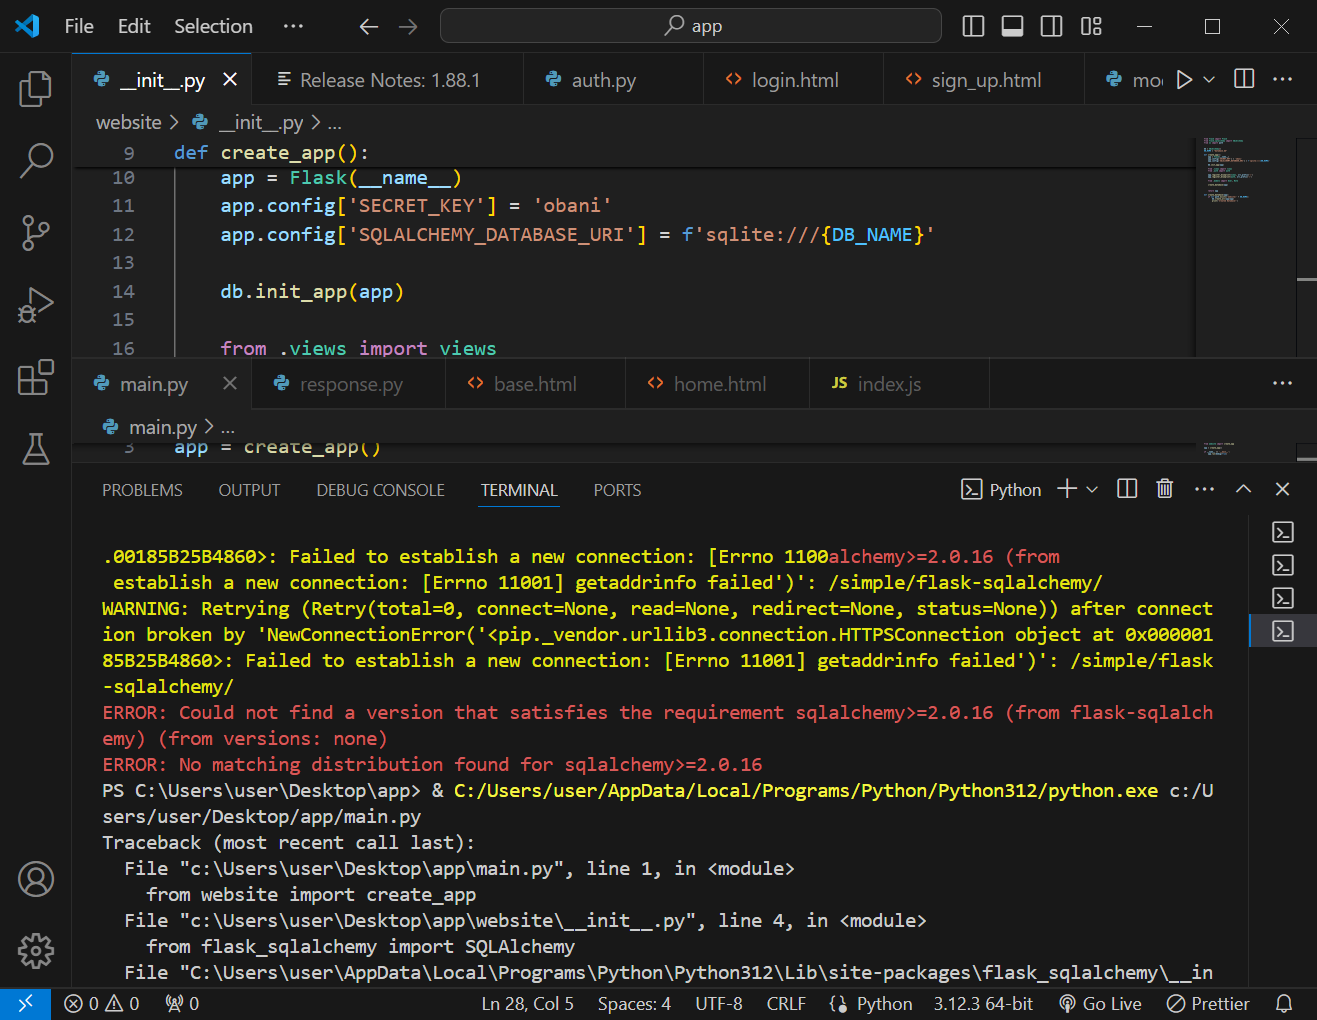 File Edit Selection ··· app
__init__.py Release Notes: 1.88.1 auth.py login.html sign_up.html mo
website > __init__.py > ...
9 def create_app():
10 app = Flask(__name__)
11 app.config['SECRET_KEY'] = 'obani'
12 app.config['SQLALCHEMY_DATABASE_URI'] = f'sqlite:///{DB_NAME}'
13
14 db.init_app(app)
15
16 from .views import views
main.py response.py base.html home.html JS index.js
main.py > ...
3 app = create_app()
PROBLEMS OUTPUT DEBUG CONSOLE TERMINAL PORTS Python
.00185B25B4860>: Failed to establish a new connection: [Errno 1100alchemy>=2.0.16 (from
establish a new connection: [Errno 11001] getaddrinfo failed')': /simple/flask-sqlalchemy/
WARNING: Retrying (Retry(total=0, connect=None, read=None, redirect=None, status=None)) after connect
ion broken by 'NewConnectionError('<pip._vendor.urllib3.connection.HTTPSConnection object at 0x000001
85B25B4860>: Failed to establish a new connection: [Errno 11001] getaddrinfo failed')': /simple/flask
-sqlalchemy/
ERROR: Could not find a version that satisfies the requirement sqlalchemy>=2.0.16 (from flask-sqlalch
emy) (from versions: none)
ERROR: No matching distribution found for sqlalchemy>=2.0.16
PS C:\Users\user\Desktop\app> & C:/Users/user/AppData/Local/Programs/Python/Python312/python.exe c:/U
sers/user/Desktop/app/main.py
Traceback (most recent call last):
File "c:\Users\user\Desktop\app\main.py", line 1, in <module>
from website import create_app
File "c:\Users\user\Desktop\app\website\__init__.py", line 4, in <module>
from flask_sqlalchemy import SQLAlchemy
File "C:\Users\user\AppData\Local\Programs\Python\Python312\Lib\site-packages\flask_sqlalchemy\__in
0 0 0 Ln 28, Col 5 Spaces: 4 UTF-8 CRLF Python 3.12.3 64-bit Go Live Prettier